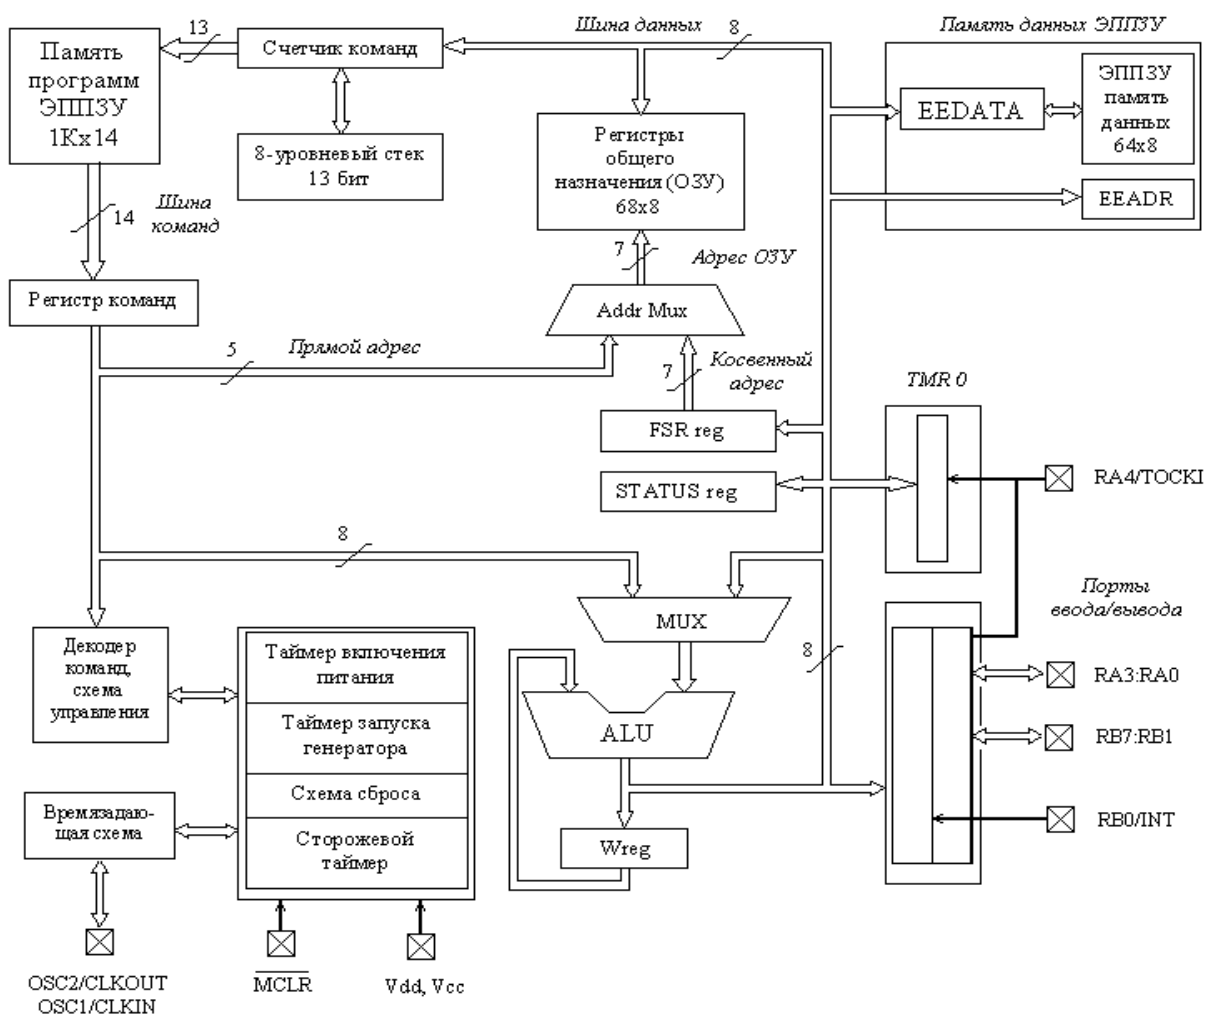 Память
программ
ЭППЗУ
1Кx14
13
Счетчик команд
8-уровневый стек
13 бит
Шина данных
8
Память данных ЭППЗУ
EEDATA
ЭППЗУ
память
данных
64x8
EEADR
Регистры
общего
назначения (ОЗУ)
68x8
14
Шина
команд
7
Адрес ОЗУ
Регистр команд
Addr Mux
5
Прямой адрес
7
Косвенный
адрес
FSR reg
STATUS reg
TMR 0
RA4/TOCKI
8
MUX
8
ALU
Wreg
Порты
ввода/вывода
RA3:RA0
RB7:RB1
RB0/INT
Декодер
команд,
схема
управления
Таймер включения
питания
Таймер запуска
генератора
Схема сброса
Сторожевой
таймер
Времязадаю-
щая схема
OSC2/CLKOUT
OSC1/CLKIN
MCLR
Vdd, Vcc